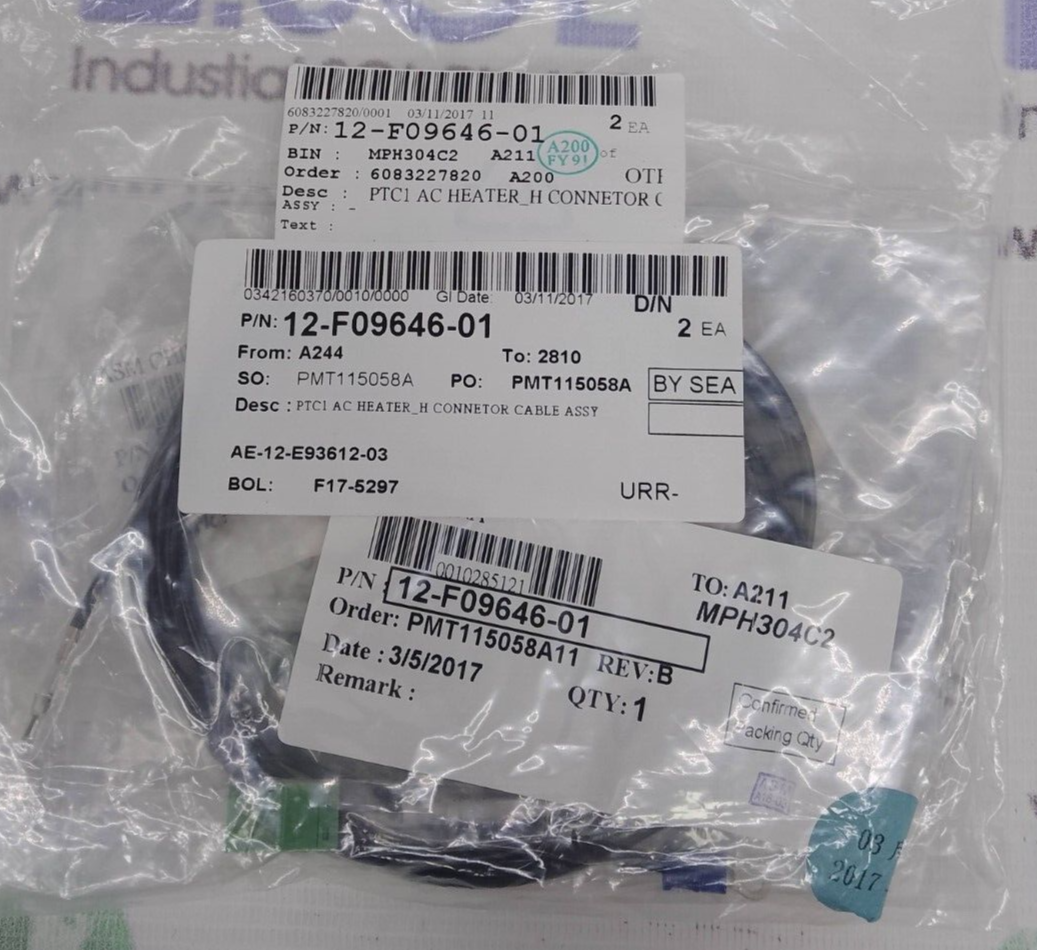 Industial
6083227820/0001 03/11/2017 11
P/N: 12-F09646-01 2 EA
BIN : MPH304C2 A211 A200 FY91 of
Order : 6083227820 A200 OTH
Desc : PTC1 AC HEATER_H CONNETOR C
ASSY : -
Text :
0342160370/0010/0000 GI Date: 03/11/2017 D/N
P/N: 12-F09646-01 2 EA
From: A244 To: 2810
SO: PMT115058A PO: PMT115058A BY SEA
Desc : PTC1 AC HEATER_H CONNETOR CABLE ASSY
AE-12-E93612-03
BOL: F17-5297 URR-
0010285121
P/N : 12-F09646-01
TO: A211
MPH304C2
Order: PMT115058A11 REV:B
Date : 3/5/2017
Remark : QTY: 1
Confirmed
Packing Qty
03
2017